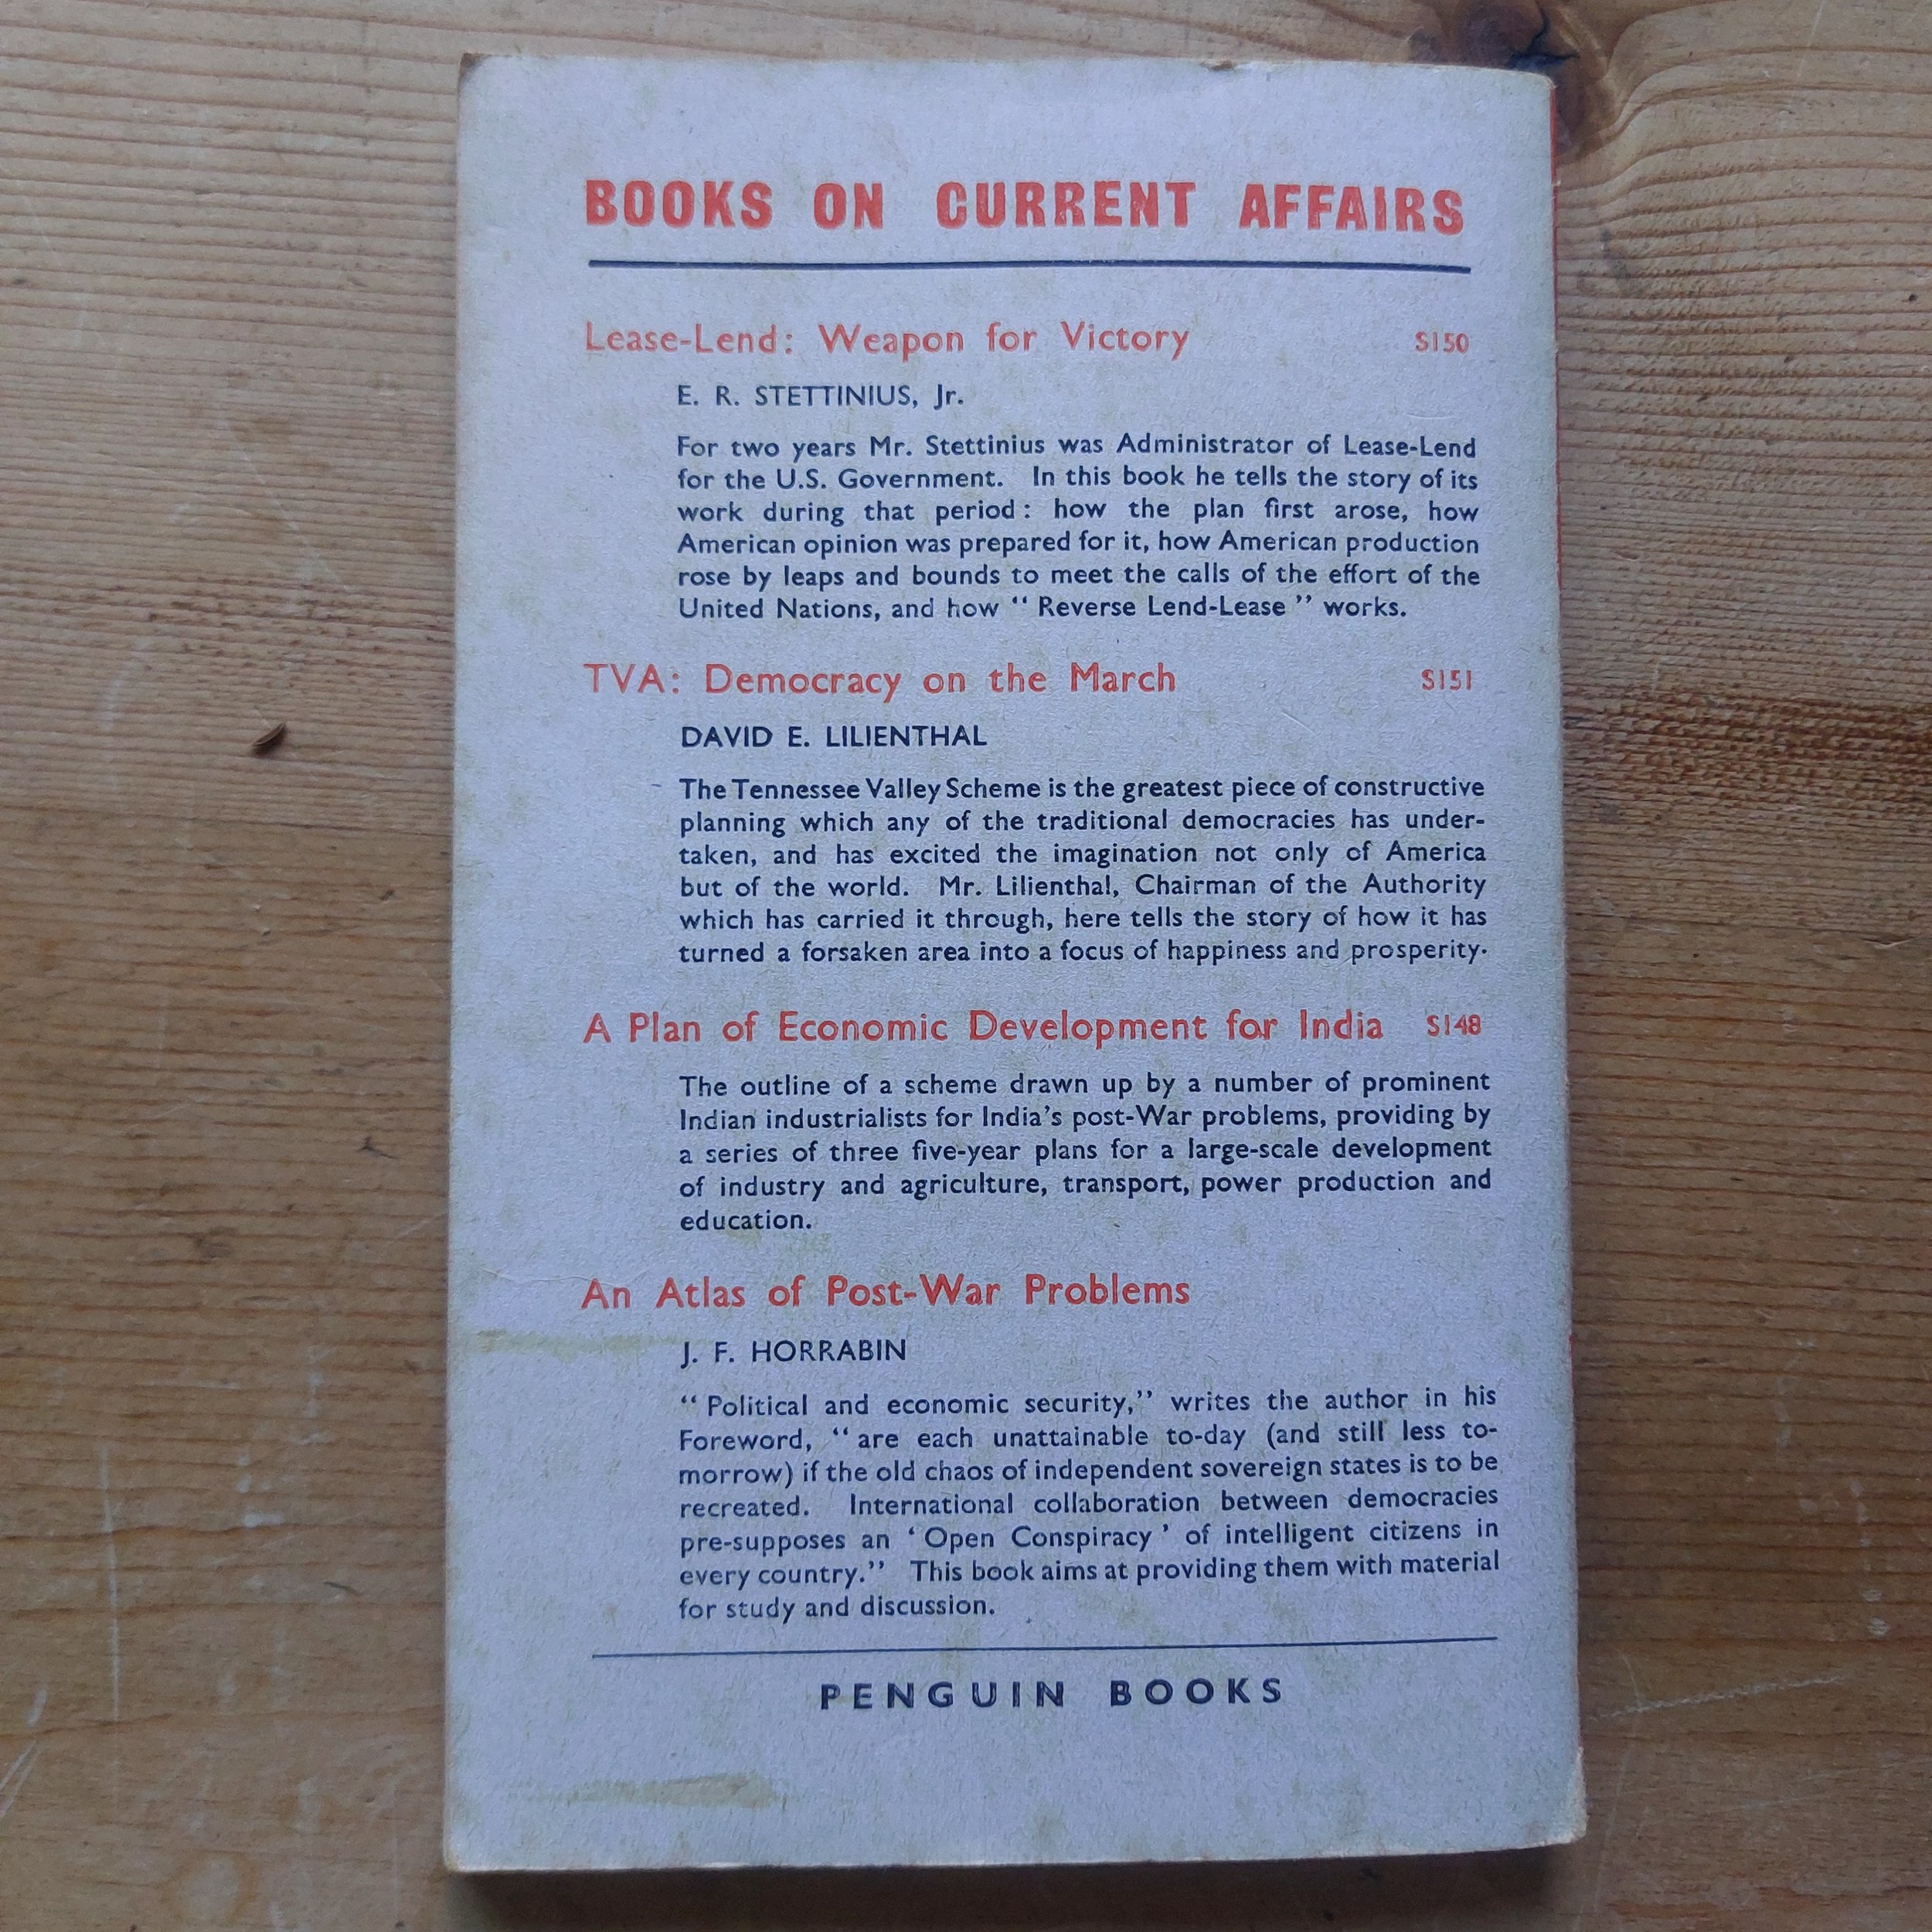 BOOKS ON CURRENT AFFAIRS
Lease-Lend: Weapon for Victory S150
E. R. STETTINIUS, Jr.
For two years Mr. Stettinius was Administrator of Lease-Lend
for the U.S. Government. In this book he tells the story of its
work during that period: how the plan first arose, how
American opinion was prepared for it, how American production
rose by leaps and bounds to meet the calls of the effort of the
United Nations, and how “Reverse Lend-Lease” works.
TVA: Democracy on the March S151
DAVID E. LILIENTHAL
The Tennessee Valley Scheme is the greatest piece of constructive
planning which any of the traditional democracies has under-
taken, and has excited the imagination not only of America
but of the world. Mr. Lilienthal, Chairman of the Authority
which has carried it through, here tells the story of how it has
turned a forsaken area into a focus of happiness and prosperity.
A Plan of Economic Development for India S148
The outline of a scheme drawn up by a number of prominent
Indian industrialists for India’s post-War problems, providing by
a series of three five-year plans for a large-scale development
of industry and agriculture, transport, power production and
education.
An Atlas of Post-War Problems
J. F. HORRABIN
“Political and economic security,” writes the author in his
Foreword, “are each unattainable to-day (and still less to-
morrow) if the old chaos of independent sovereign states is to be
recreated. International collaboration between democracies
pre-supposes an ‘Open Conspiracy’ of intelligent citizens in
every country.” This book aims at providing them with material
for study and discussion.
PENGUIN BOOKS